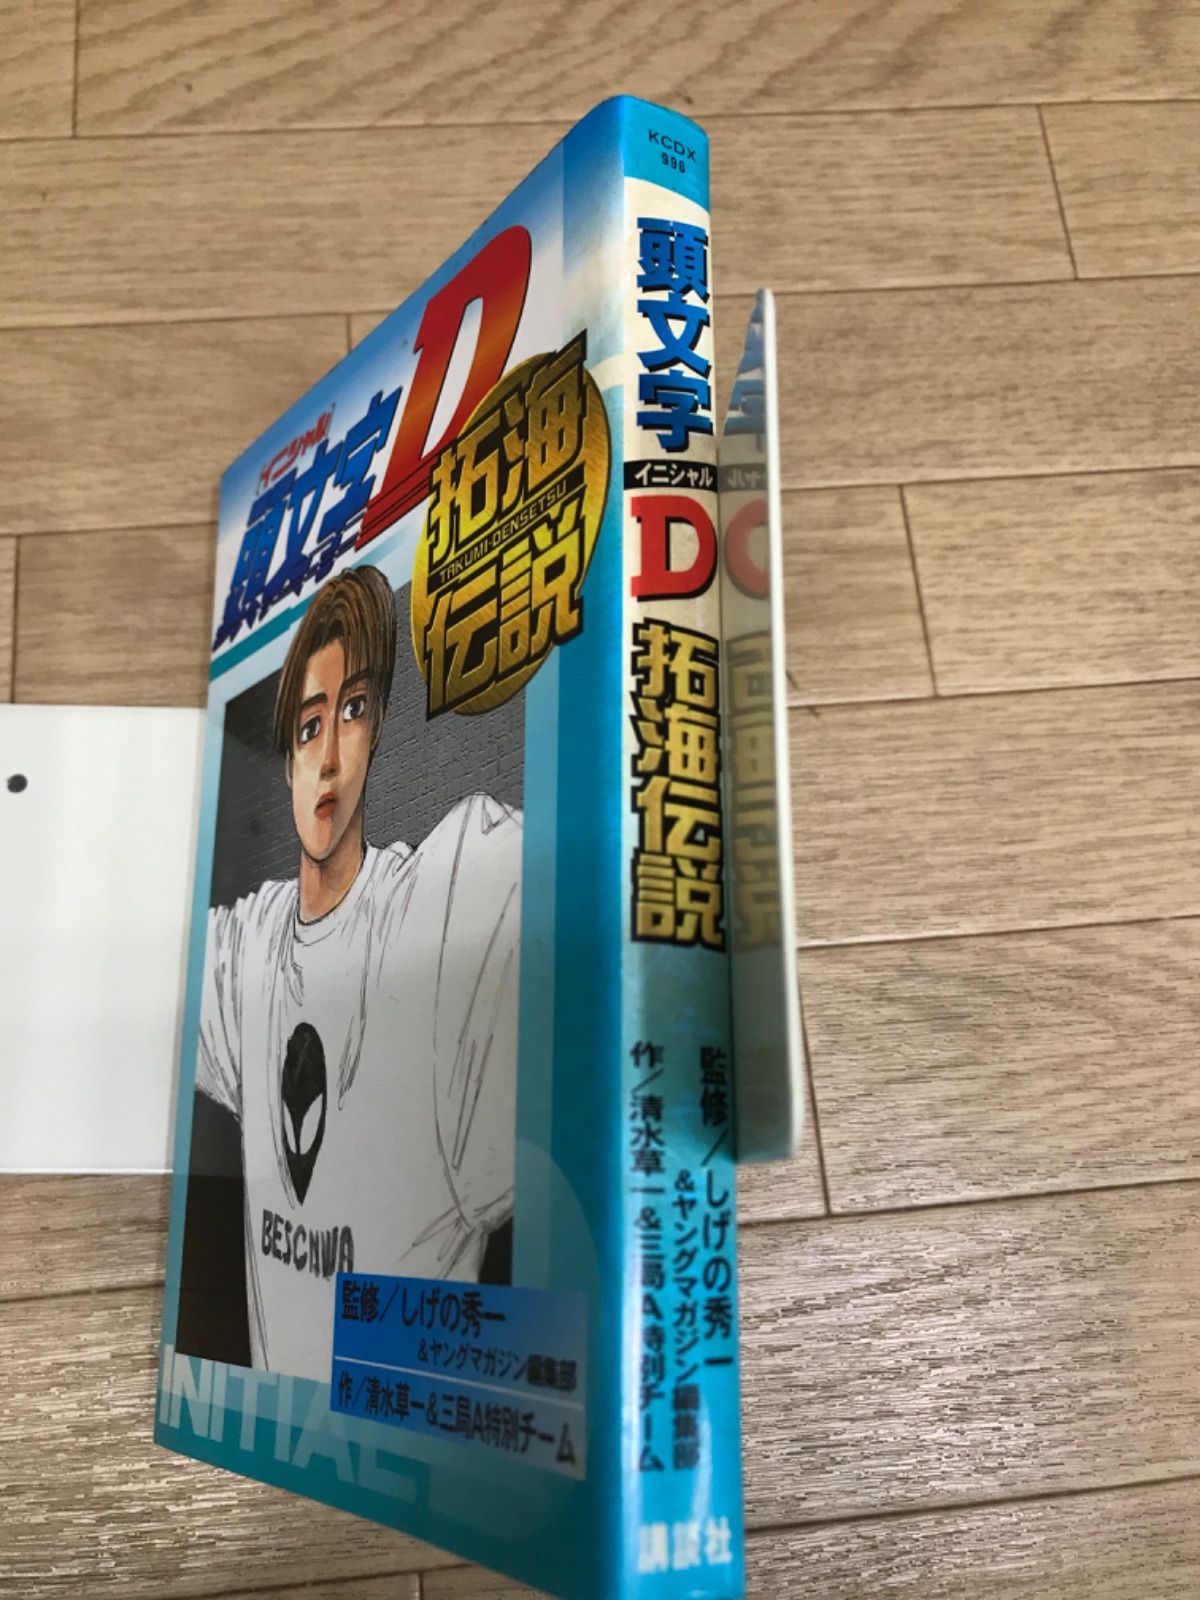 [イニシャル]
頭文字D
拓海
TAKUMI-DENSETSU
伝説
BESCNWA
監修／しげの秀一
＆ヤングマガジン編集部
作／清水草一＆三局A特別チーム
INITIAL D
KCDX
996
頭文字
イニシャル
D
拓海伝説
監修／しげの秀一
＆ヤングマガジン編集部
作／清水草一＆三局A特別チーム
講談社